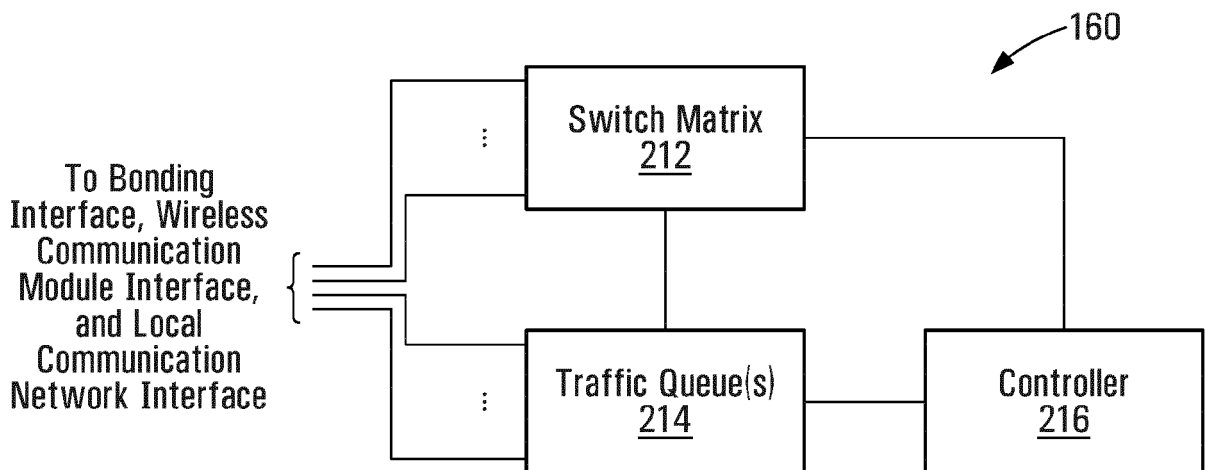 160
Switch Matrix
212
To Bonding
Interface, Wireless
Communication
Module Interface,
and Local
Communication
Network Interface
Traffic Queue(s)
214
Controller
216